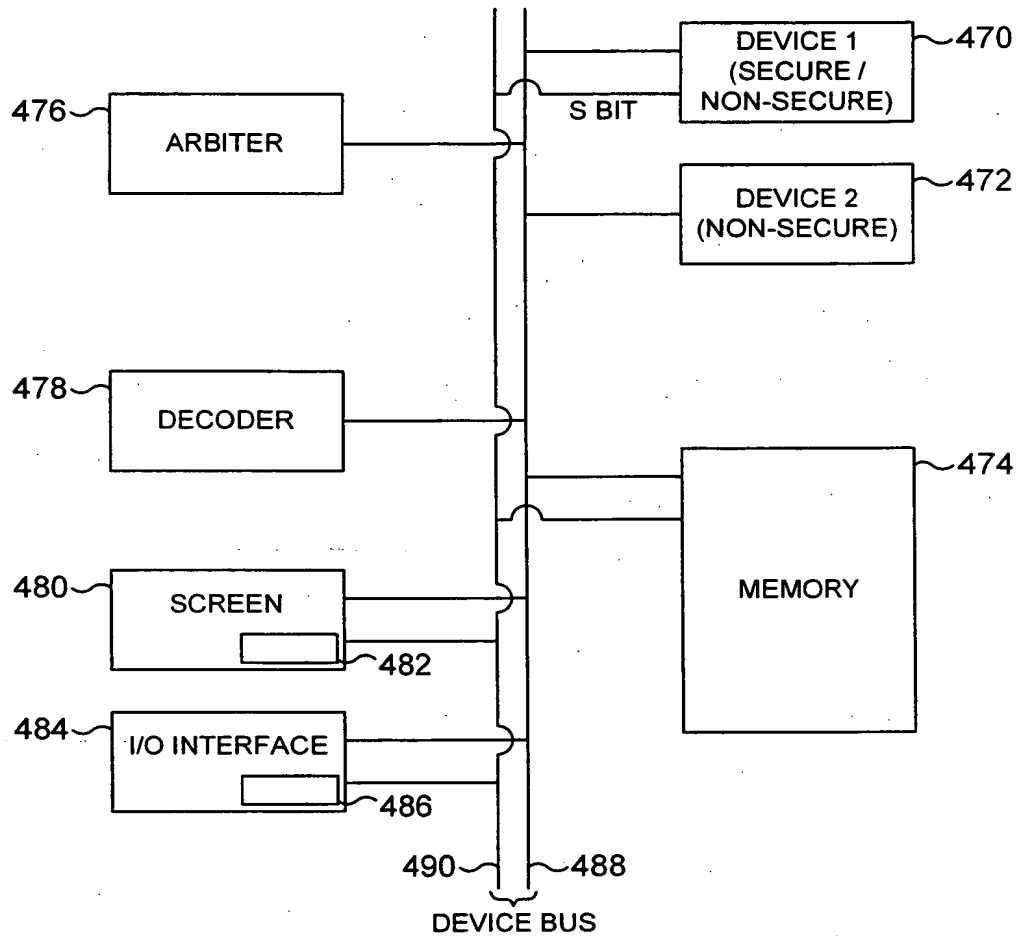 DEVICE 1
(SECURE /
NON-SECURE)
470
S BIT
476
ARBITER
DEVICE 2
(NON-SECURE)
472
478
DECODER
474
MEMORY
480
SCREEN
482
484
I/O INTERFACE
486
490
488
DEVICE BUS